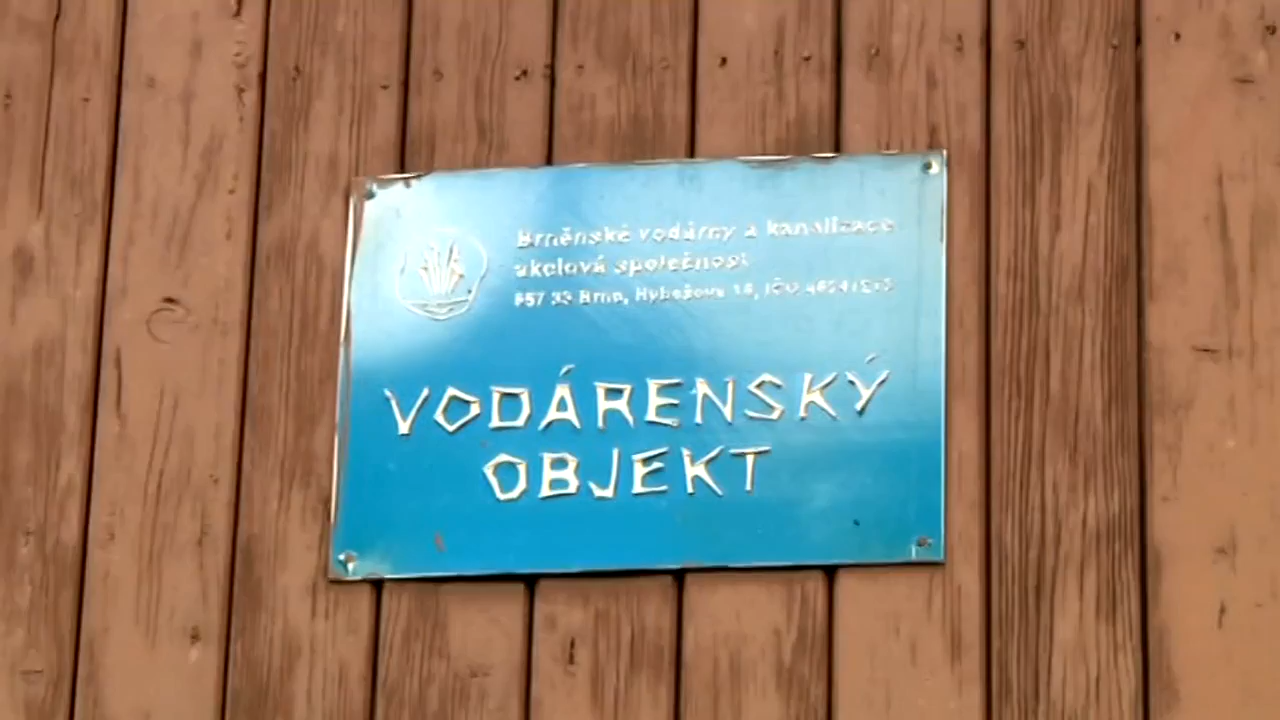 Brněnské vodárny a kanalizace
akciová společnost
657 33 Brno, Hybešova 16, IČO
VODÁRENSKÝ
OBJEKT